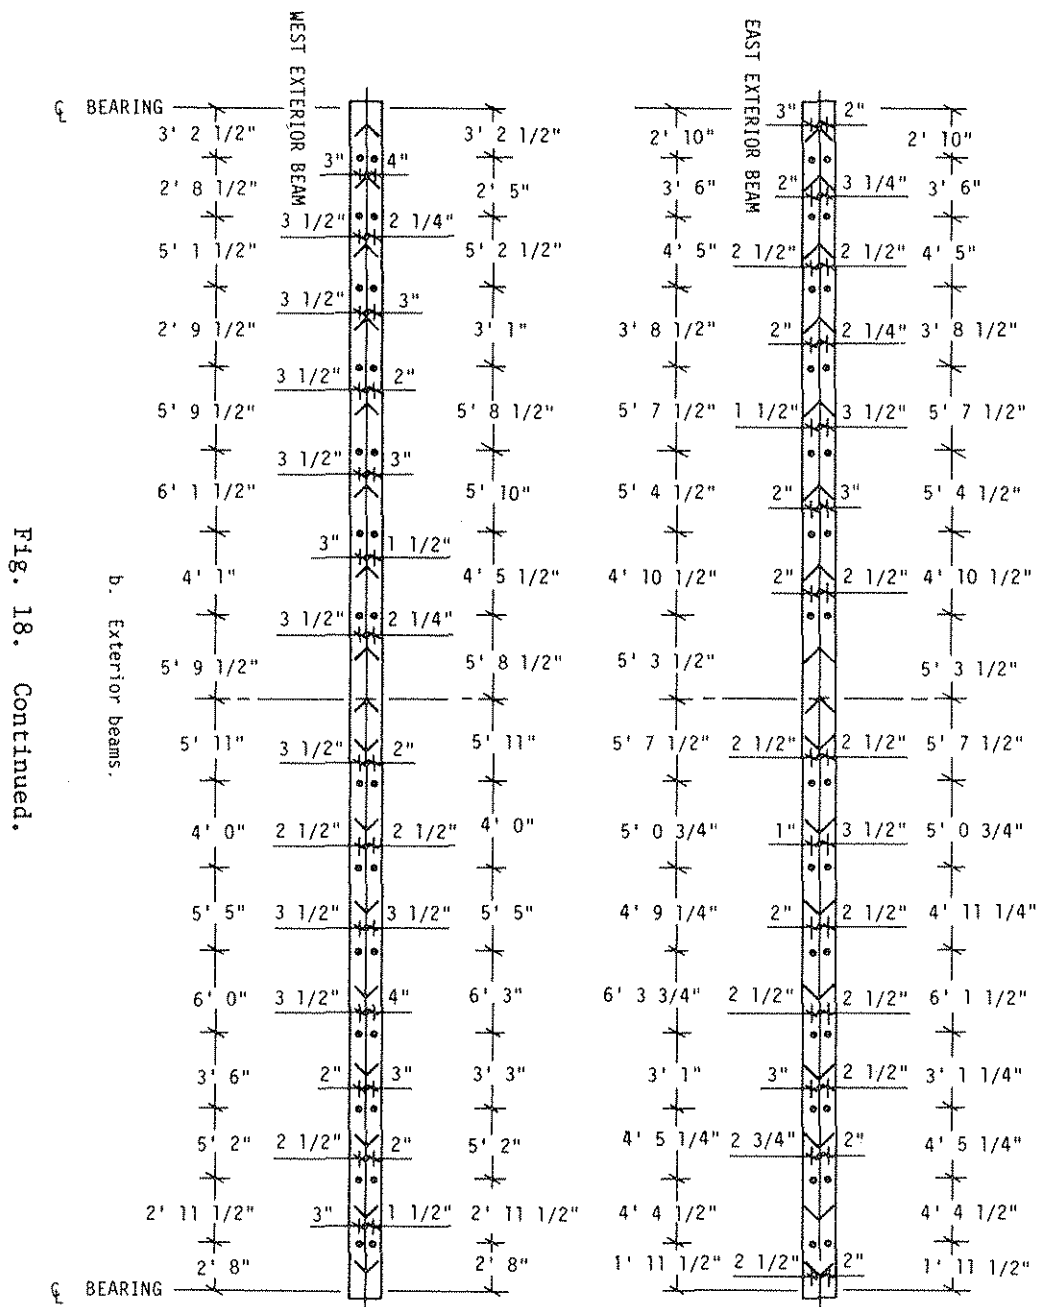 WEST EXTERIOR BEAM
EAST EXTERIOR BEAM
℄ BEARING
3' 2 1/2"
2' 8 1/2"
5' 1 1/2"
2' 9 1/2"
5' 9 1/2"
6' 1 1/2"
4' 1"
5' 9 1/2"
5' 11"
4' 0"
5' 5"
6' 0"
3' 6"
5' 2"
2' 11 1/2"
2' 8"
℄ BEARING
3" 4"
3 1/2" 2 1/4"
3 1/2" 3"
3 1/2" 2"
3 1/2" 3"
3" 1 1/2"
3 1/2" 2 1/4"
3 1/2" 2"
2 1/2" 2 1/2"
3 1/2" 3 1/2"
3 1/2" 4"
2" 3"
2 1/2" 2"
3" 1 1/2"
3' 2 1/2"
2' 5"
5' 2 1/2"
3' 1"
5' 8 1/2"
5' 10"
4' 5 1/2"
5' 8 1/2"
5' 11"
4' 0"
5' 5"
6' 3"
3' 3"
5' 2"
2' 11 1/2"
2' 8"
2' 10"
3' 6"
4' 5"
3' 8 1/2"
5' 7 1/2"
5' 4 1/2"
4' 10 1/2"
5' 3 1/2"
5' 7 1/2"
5' 0 3/4"
4' 9 1/4"
6' 3 3/4"
3' 1"
4' 5 1/4"
4' 4 1/2"
1' 11 1/2"
3" 2"
2" 3 1/4"
2 1/2" 2 1/2"
2" 2 1/4"
1 1/2" 3 1/2"
2" 3"
2" 2 1/2"
2 1/2" 2 1/2"
1" 3 1/2"
2" 2 1/2"
2 1/2" 2 1/2"
3" 2 1/2"
2 3/4" 2"
2 1/2" 2"
2' 10"
3' 6"
4' 5"
3' 8 1/2"
5' 7 1/2"
5' 4 1/2"
4' 10 1/2"
5' 3 1/2"
5' 7 1/2"
5' 0 3/4"
4' 11 1/4"
6' 1 1/2"
3' 1 1/4"
4' 5 1/4"
4' 4 1/2"
1' 11 1/2"
b. Exterior beams.
Fig. 18. Continued.